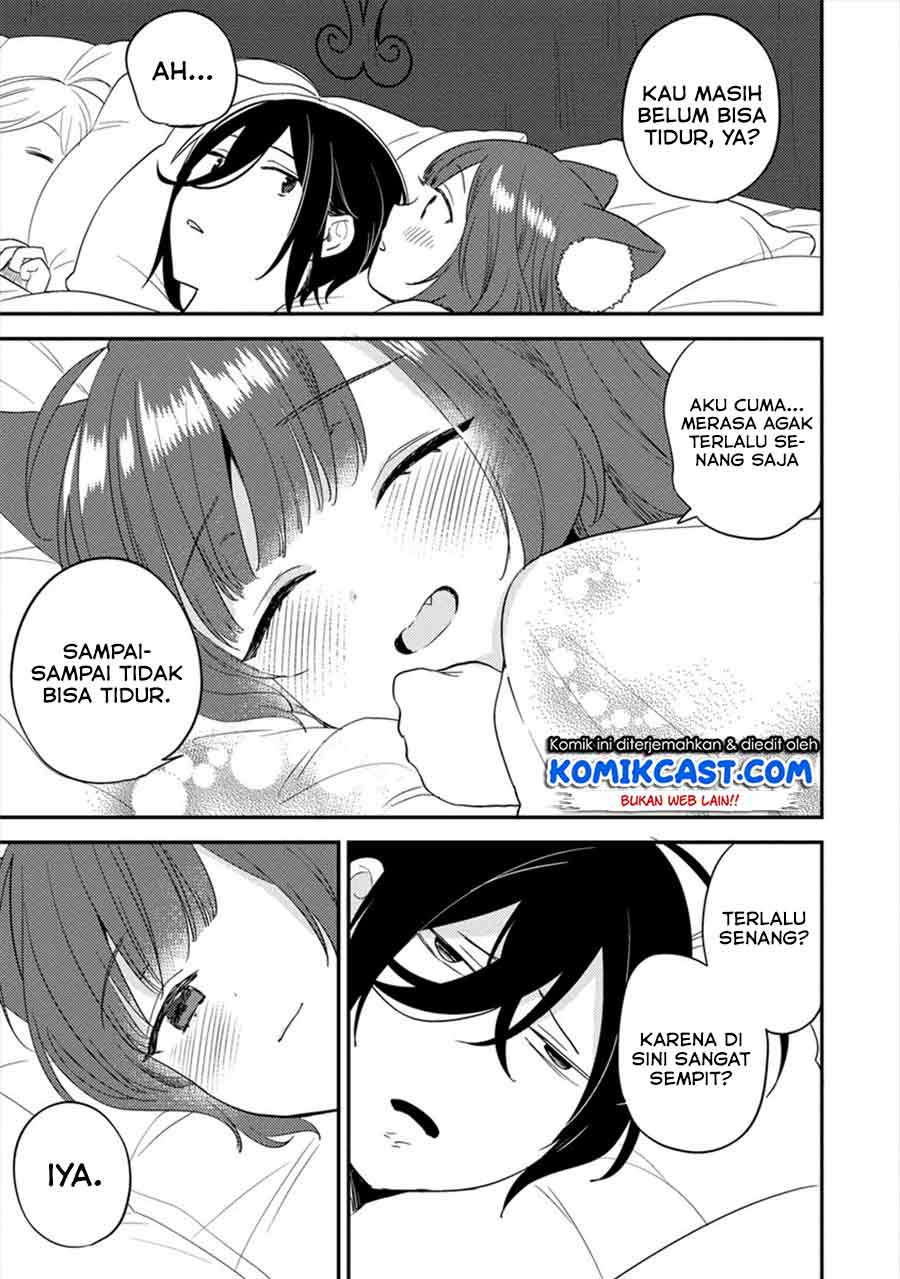 KAU MASIH
BELUM BISA
TIDUR, YA?
AH...
AKU CUMA...
MERASA AGAK
TERLALU SE-
NANG SAJA
SAMPAI-
SAMPAI TIDAK
BISA TIDUR.
Komik ini diterjemahkan & diedit oleh
KOMIKCAST.COM
BUKAN WEB LAIN!!
TERLALU
SENANG?
KARENA DI
SINI SANGAT
SEMPIT?
IYA.